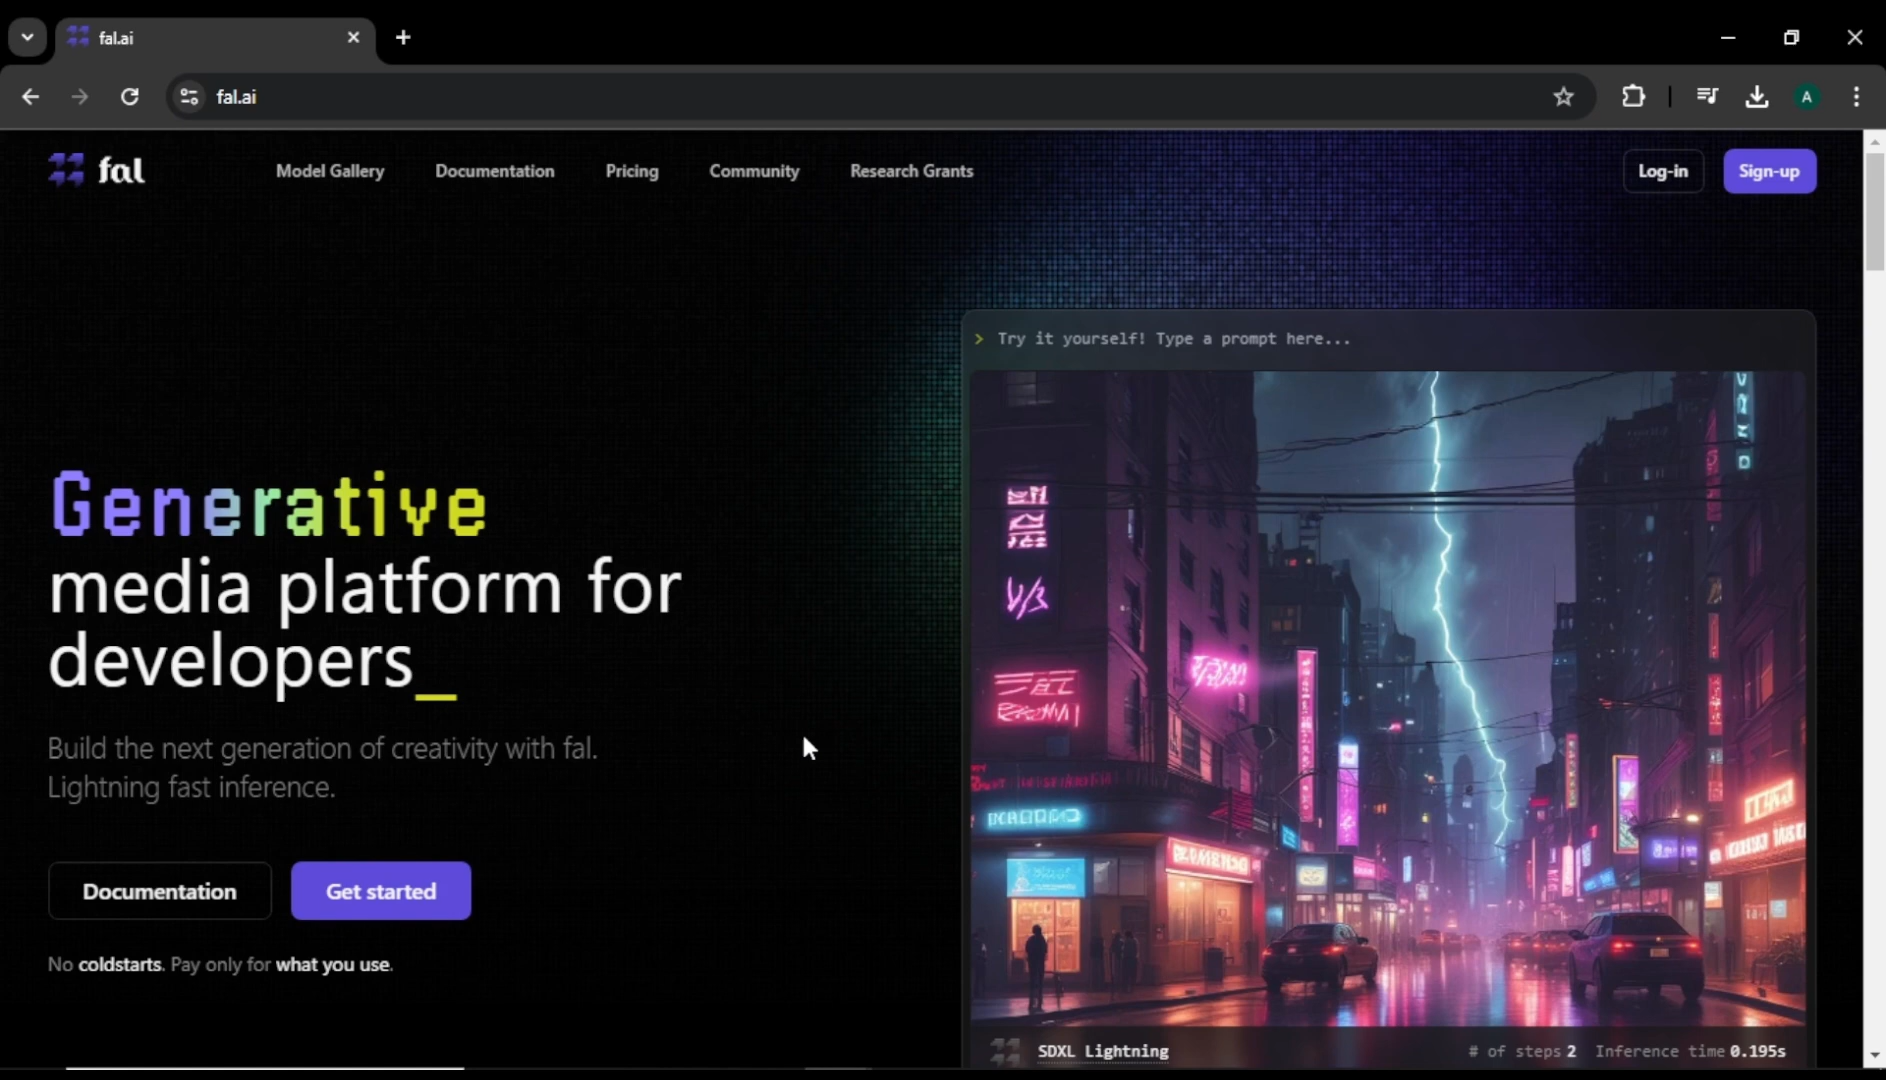 fal.ai
fal.ai
A
fal
Model Gallery
Documentation
Pricing
Community
Research Grants
Log-in
Sign-up
> Try it yourself! Type a prompt here...
Generative
media platform for
developers_
Build the next generation of creativity with fal.
Lightning fast inference.
Documentation
Get started
No coldstarts. Pay only for what you use.
SDXL Lightning
# of steps 2 Inference time 0.195s